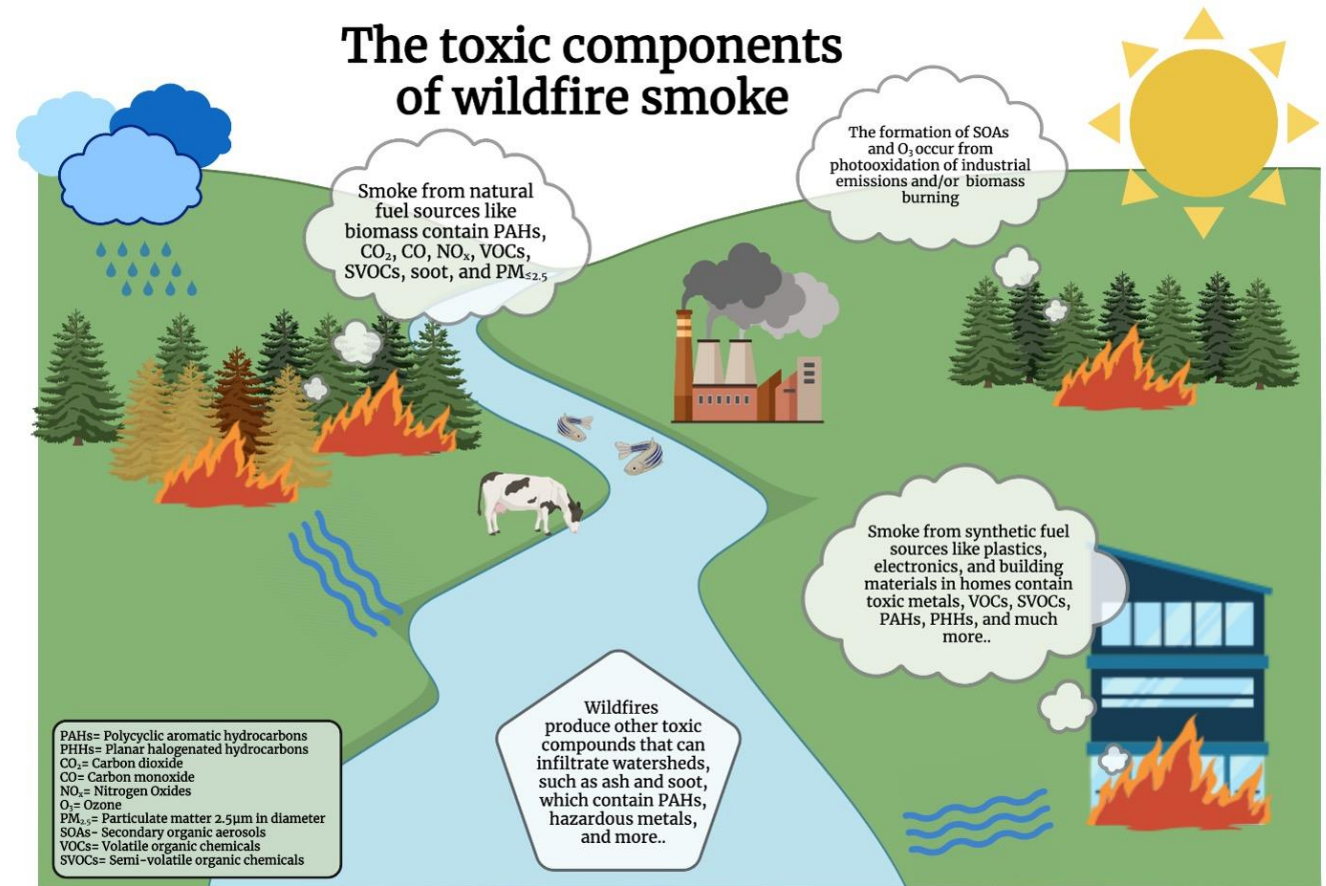 The toxic components
of wildfire smoke
Smoke from natural
fuel sources like
biomass contain PAHs,
CO₂, CO, NOₓ, VOCs,
SVOCs, soot, and PM≤2.5
The formation of SOAs
and O₃ occur from
photooxidation of industrial
emissions and/or biomass
burning
Smoke from synthetic fuel
sources like plastics,
electronics, and building
materials in homes contain
toxic metals, VOCs, SVOCs,
PAHs, PHHs, and much
more..
Wildfires
produce other toxic
compounds that can
infiltrate watersheds,
such as ash and soot,
which contain PAHs,
hazardous metals,
and more..
PAHs= Polycyclic aromatic hydrocarbons
PHHs= Planar halogenated hydrocarbons
CO₂= Carbon dioxide
CO= Carbon monoxide
NOₓ= Nitrogen Oxides
O₃= Ozone
PM₂.₅= Particulate matter 2.5µm in diameter
SOAs- Secondary organic aerosols
VOCs= Volatile organic chemicals
SVOCs= Semi-volatile organic chemicals